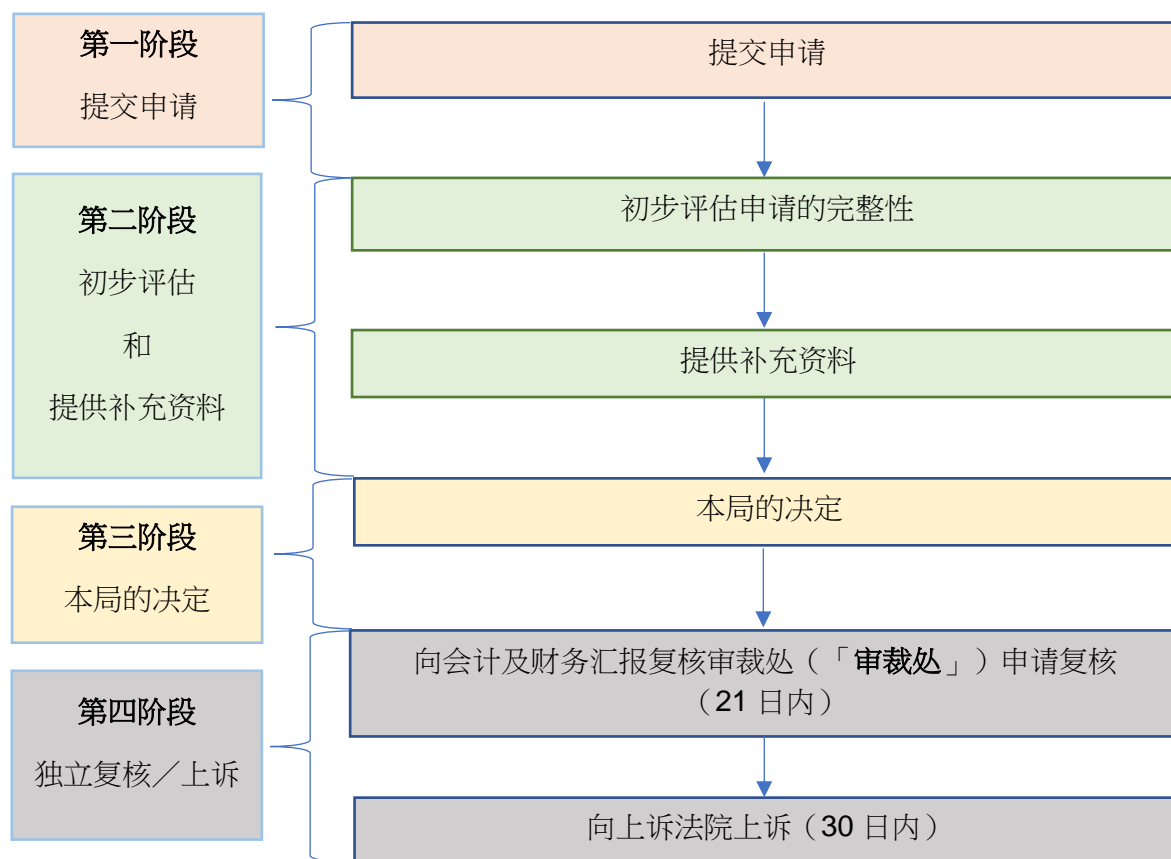 第一阶段
提交申请
提交申请
第二阶段
初步评估
和
提供补充资料
初步评估申请的完整性
提供补充资料
第三阶段
本局的决定
本局的决定
第四阶段
独立复核／上诉
向会计及财务汇报复核审裁处（「审裁处」）申请复核
（21 日内）
向上诉法院上诉（30 日内）